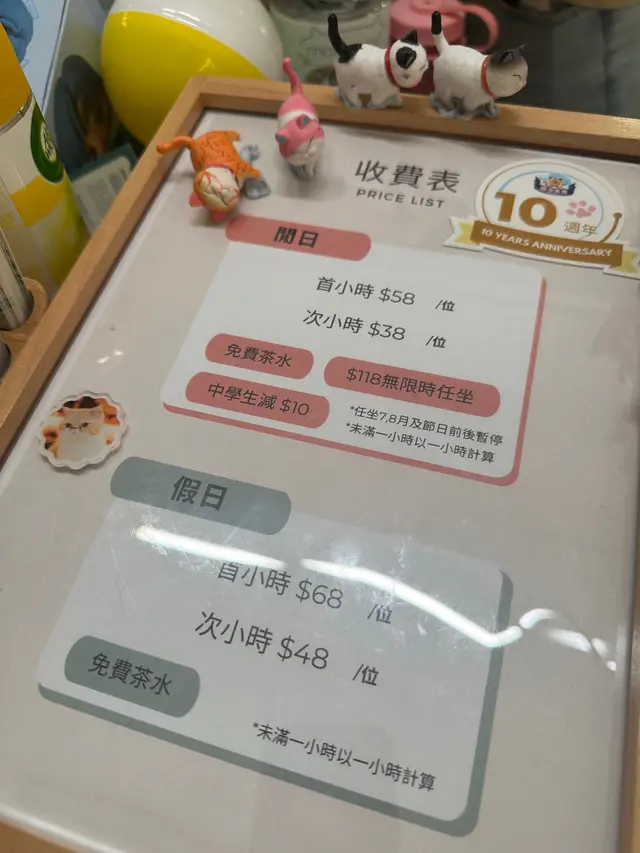 收費表
PRICE LIST
10 週年
10 YEARS ANNIVERSARY
閒日
首小時 $58 /位
次小時 $38 /位
免費茶水
$118無限時任坐
中學生減 $10
*任坐7,8月及節日前後暫停
*未滿一小時以一小時計算
假日
首小時 $68 /位
次小時 $48 /位
免費茶水
*未滿一小時以一小時計算